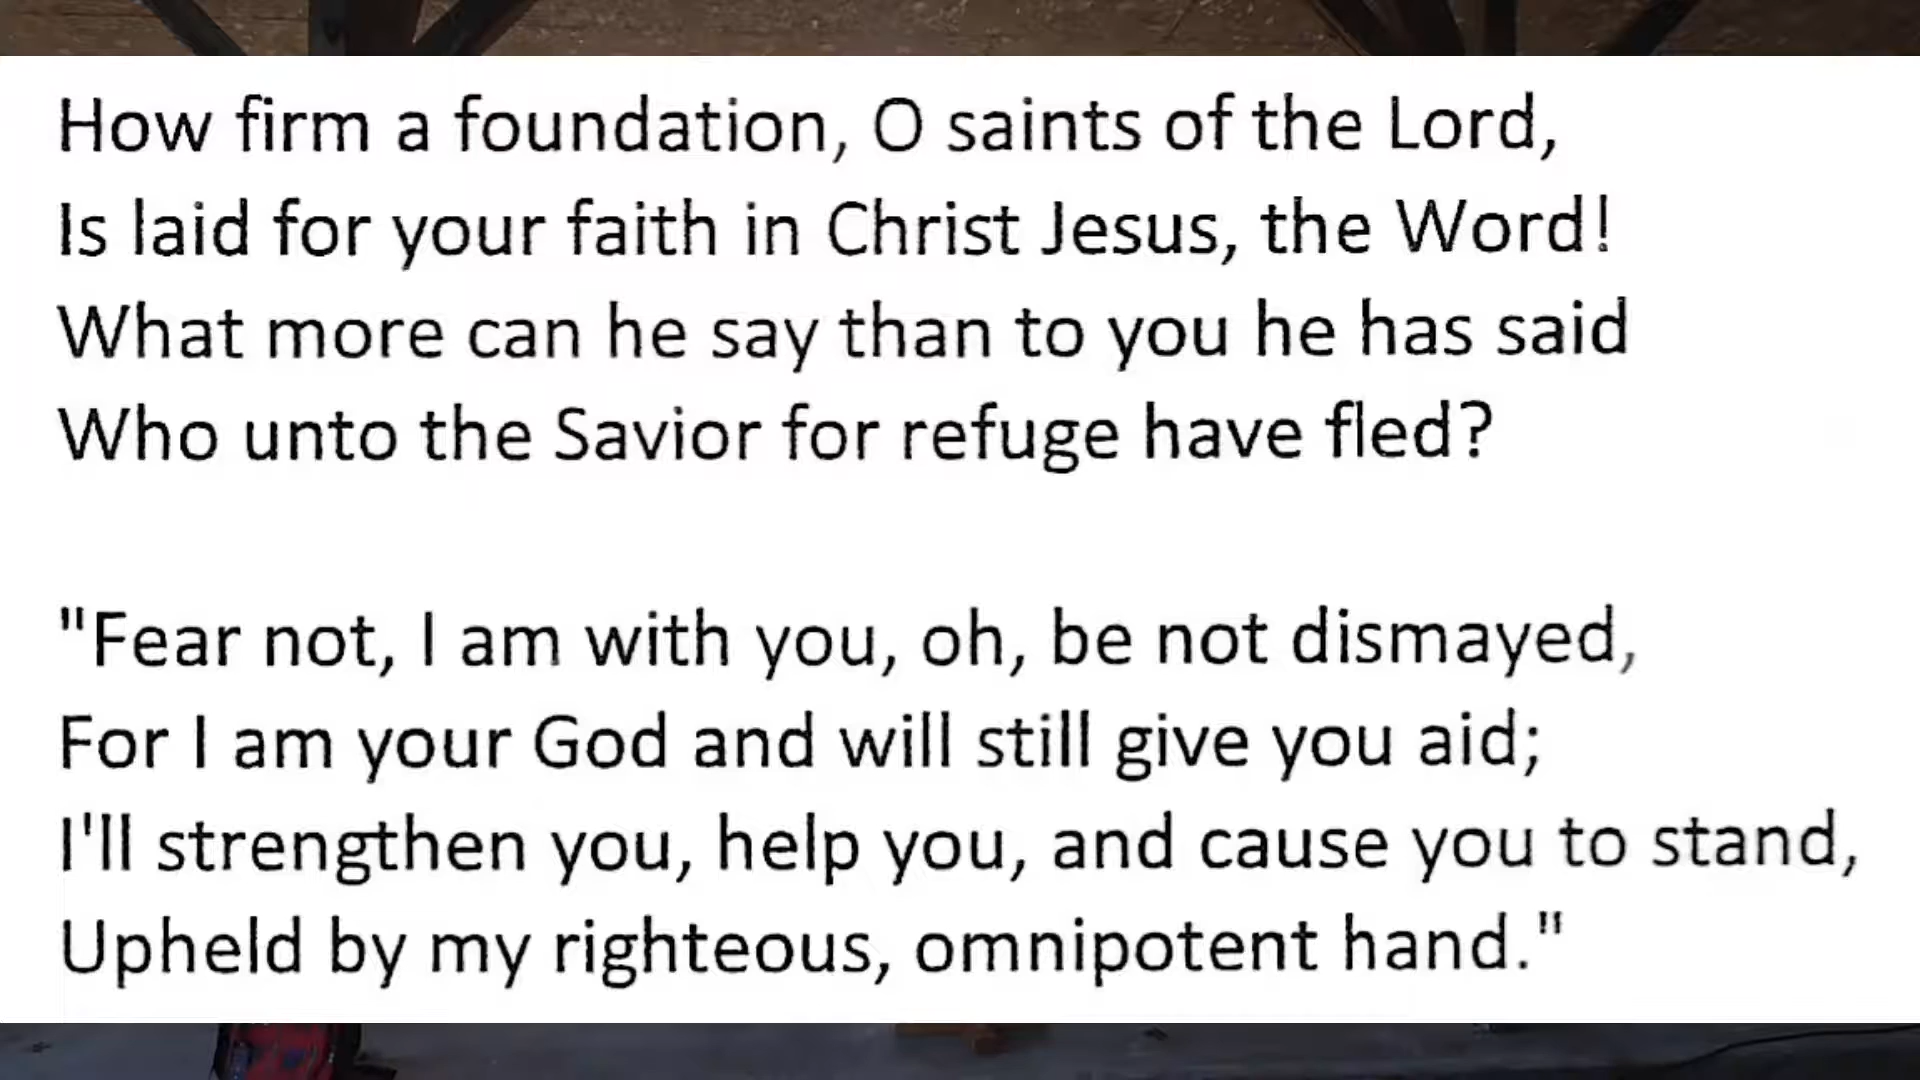 How firm a foundation, O saints of the Lord,
Is laid for your faith in Christ Jesus, the Word!
What more can he say than to you he has said
Who unto the Savior for refuge have fled?
"Fear not, I am with you, oh, be not dismayed,
For I am your God and will still give you aid;
I'll strengthen you, help you, and cause you to stand,
Upheld by my righteous, omnipotent hand."